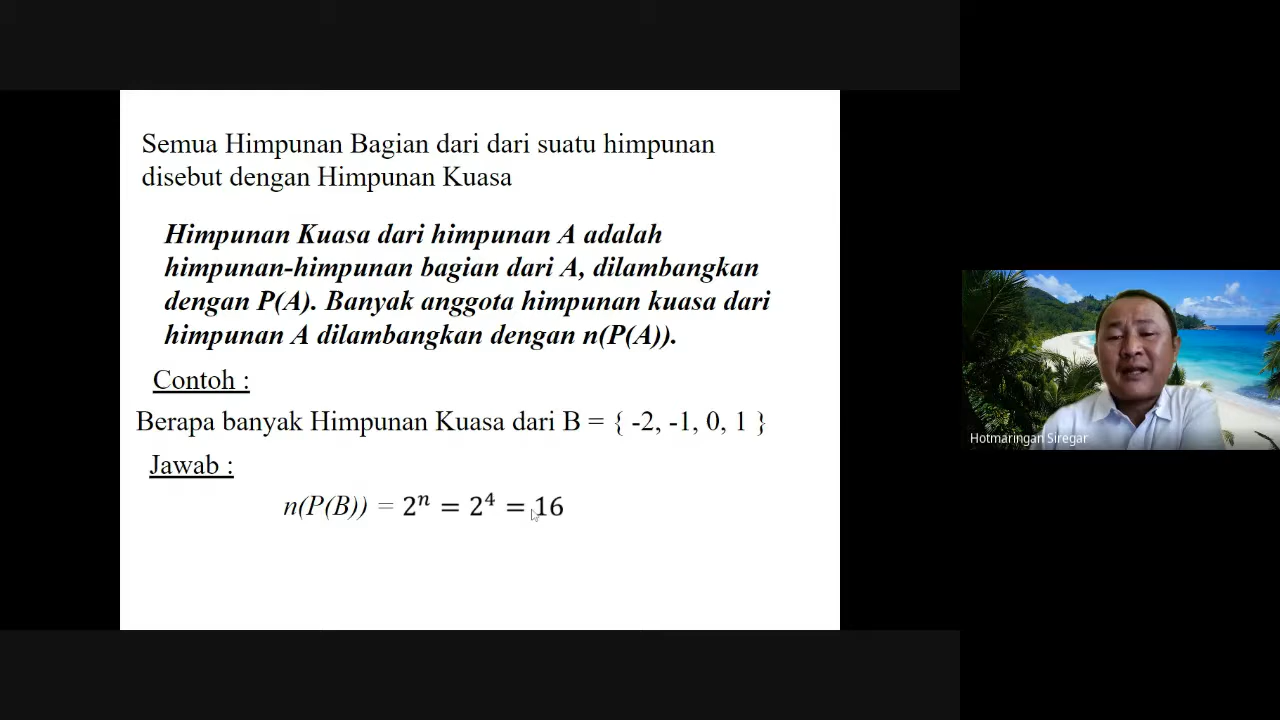 Semua Himpunan Bagian dari dari suatu himpunan
disebut dengan Himpunan Kuasa
Himpunan Kuasa dari himpunan A adalah
himpunan-himpunan bagian dari A, dilambangkan
dengan P(A). Banyak anggota himpunan kuasa dari
himpunan A dilambangkan dengan n(P(A)).
Contoh :
Berapa banyak Himpunan Kuasa dari B = { -2, -1, 0, 1 }
Jawab :
n(P(B)) = 2ⁿ = 2⁴ = 16
Hotmaringan Siregar